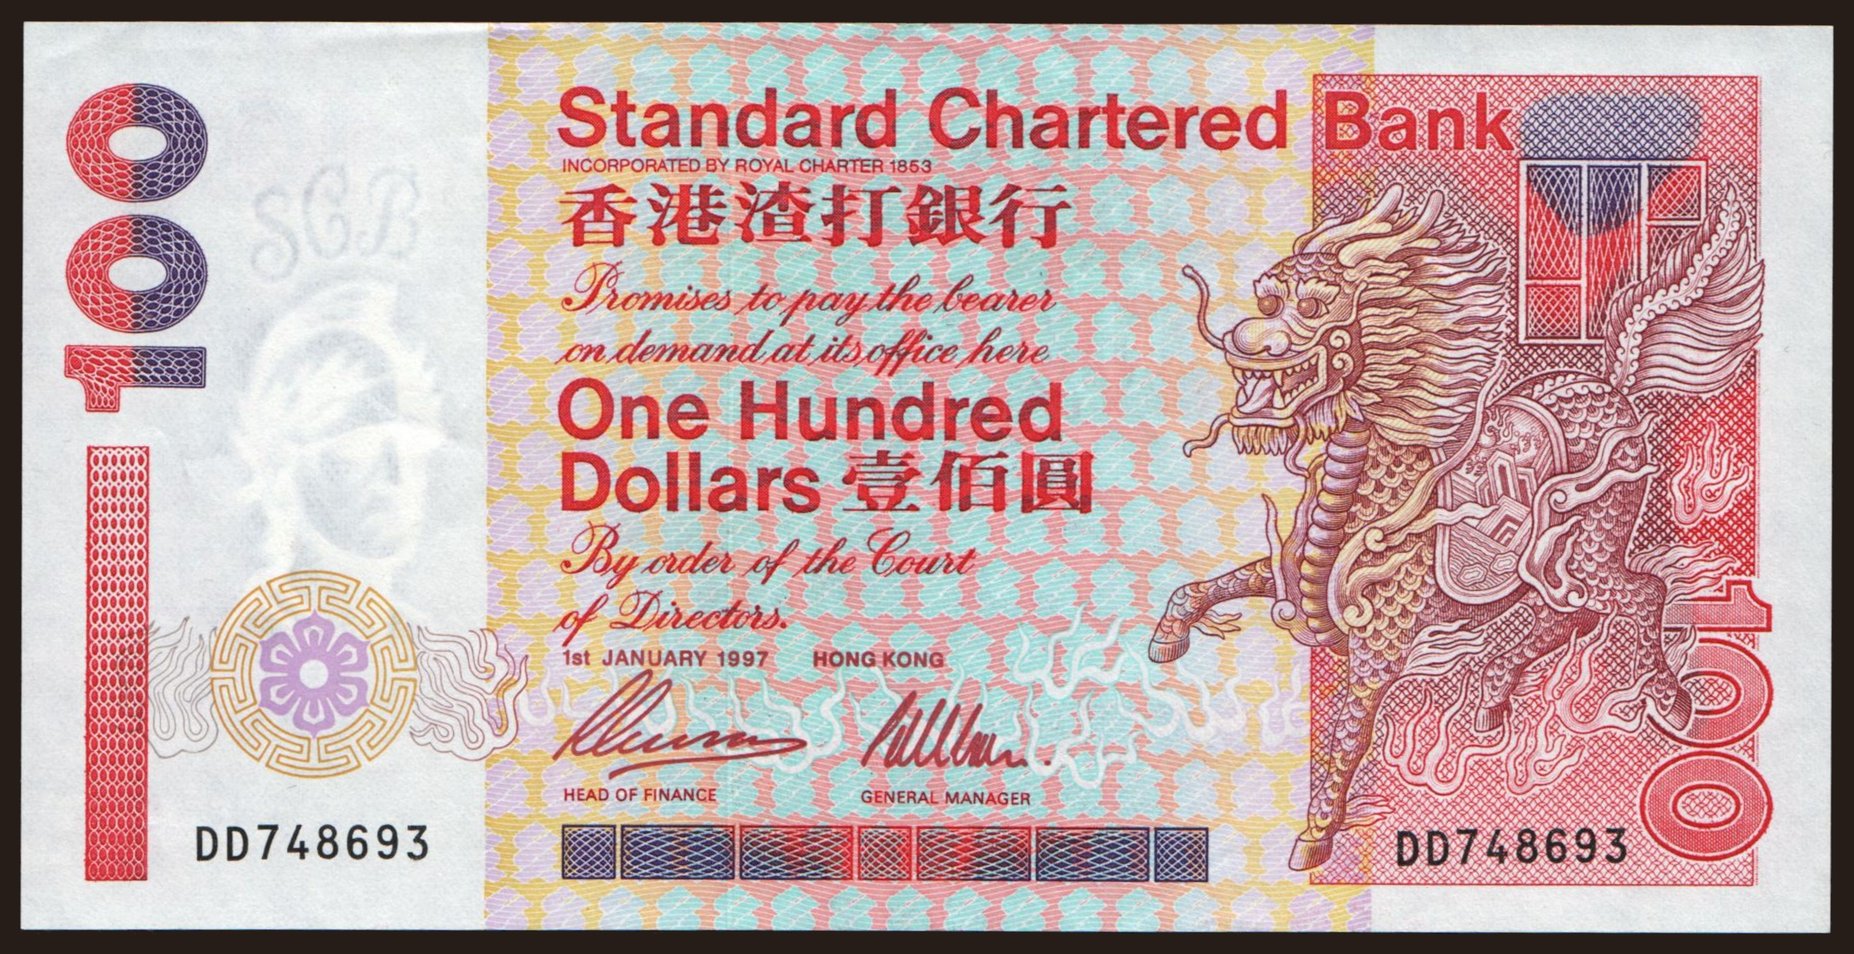 100
SCB
Standard Chartered Bank
INCORPORATED BY ROYAL CHARTER 1853
香港渣打銀行
Promises to pay the bearer
on demand at its office here
One Hundred
Dollars 壹佰圓
By order of the Court
of Directors.
1st JANUARY 1997 HONG KONG
HEAD OF FINANCE GENERAL MANAGER
DD748693
DD748693
100